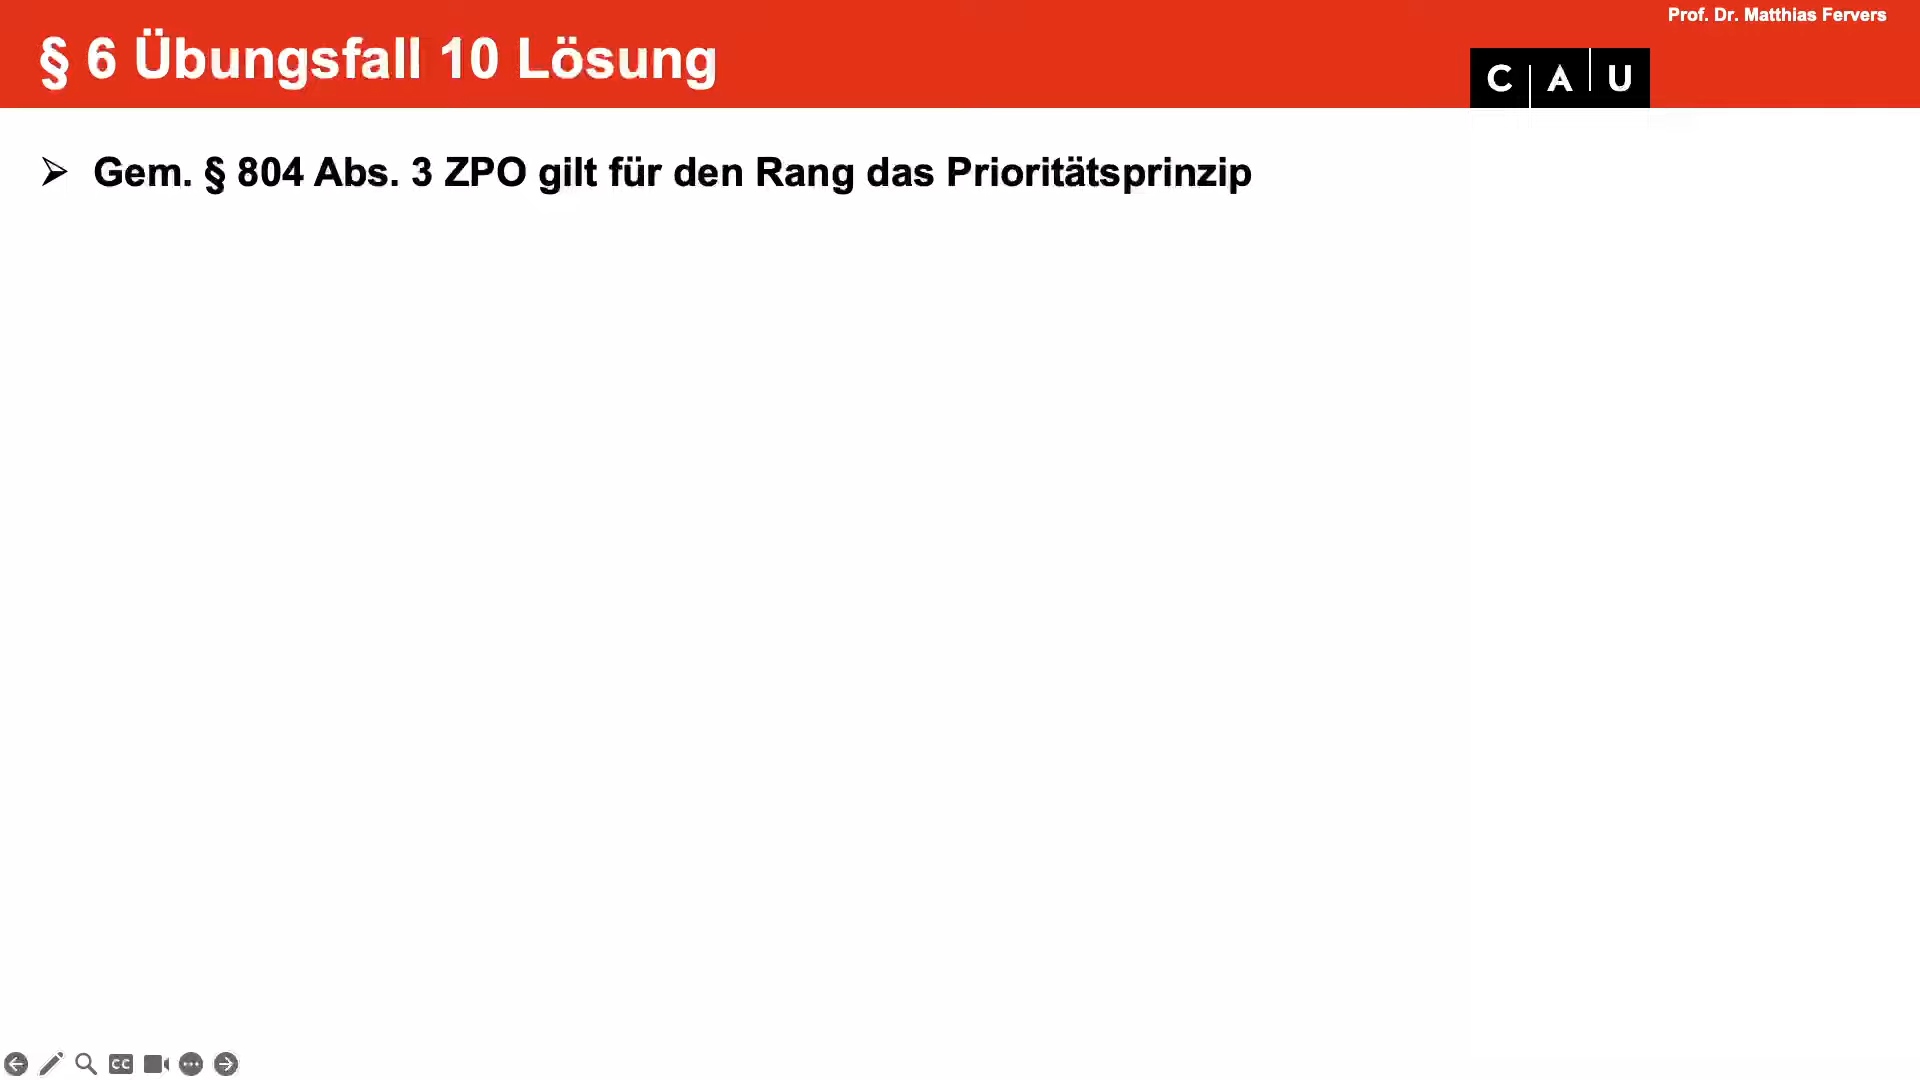 Prof. Dr. Matthias Fervers
§ 6 Übungsfall 10 Lösung
C A U
➢ Gem. § 804 Abs. 3 ZPO gilt für den Rang das Prioritätsprinzip
CC